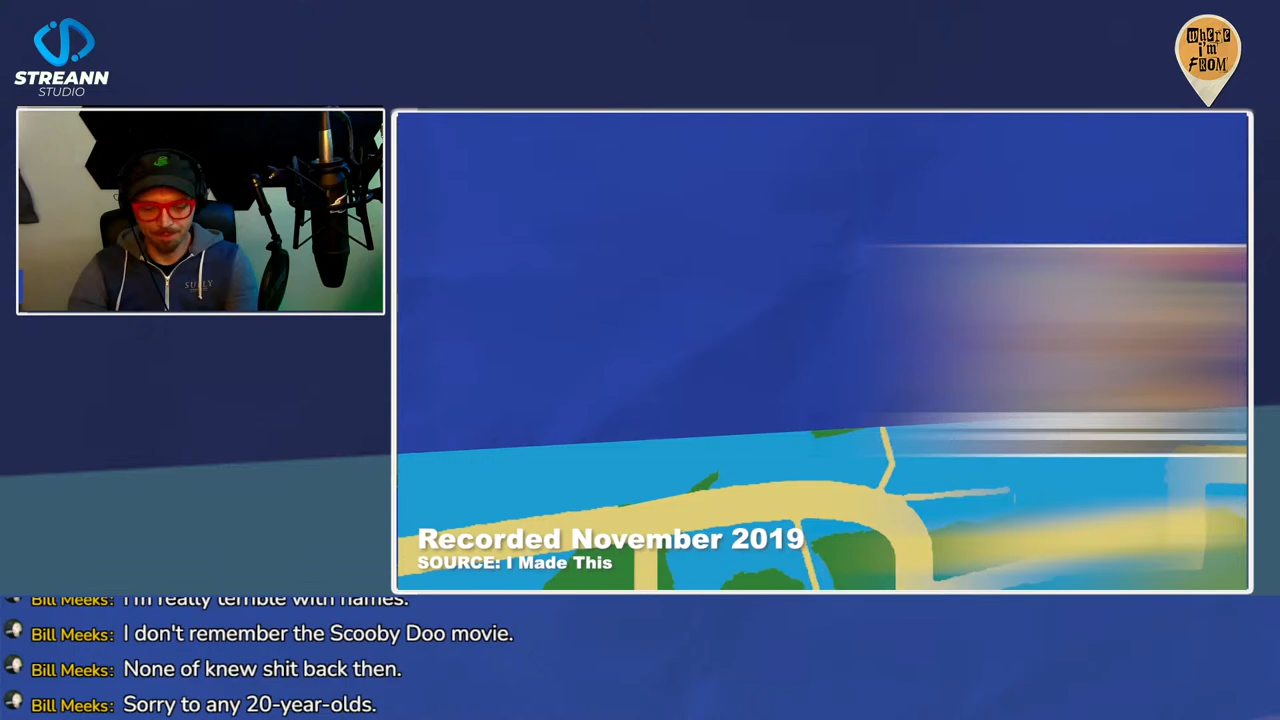 STREANN
STUDIO
WHERE
i'm
FROM
Recorded November 2019
SOURCE: I Made This
Bill Meeks: I'm really terrible with names.
Bill Meeks: I don't remember the Scooby Doo movie.
Bill Meeks: None of knew shit back then.
Bill Meeks: Sorry to any 20-year-olds.